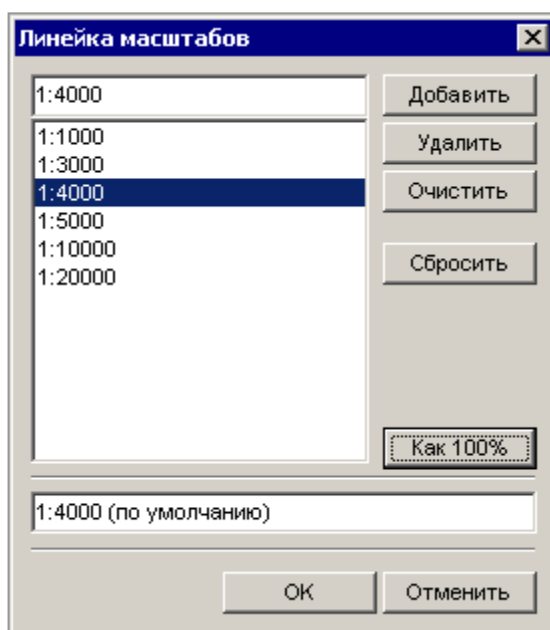 Линейка масштабов
1:4000
Добавить
1:1000
1:3000
1:4000
1:5000
1:10000
1:20000
Удалить
Очистить
Сбросить
Как 100%
1:4000 (по умолчанию)
OK
Отменить